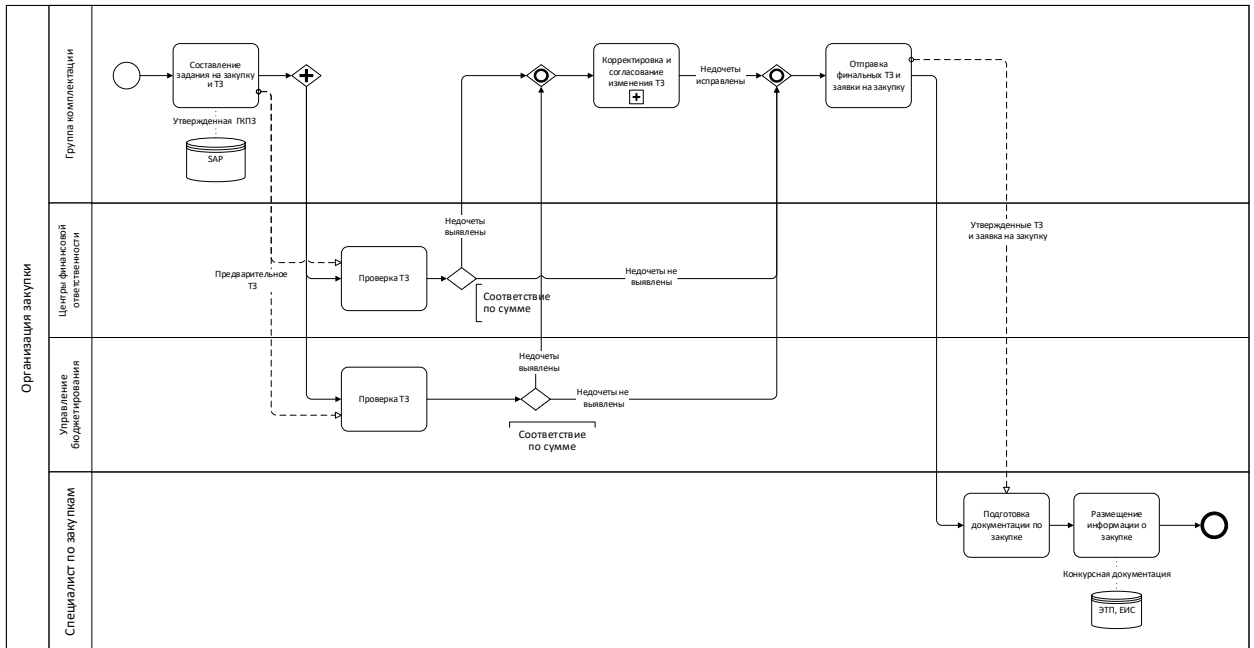 Организация закупки
Группа комплектации
Составление
задания на закупку
и ТЗ
Утвержденная ГКПЗ
SAP
Корректировка и
согласование
изменения ТЗ
Недочеты
исправлены
Отправка
финальных ТЗ и
заявки на закупку
Центры финансовой
ответственности
Предварительное
ТЗ
Проверка ТЗ
Недочеты
выявлены
Соответствие
по сумме
Недочеты не
выявлены
Утвержденные ТЗ
и заявка на закупку
Управление
бюджетирования
Проверка ТЗ
Недочеты
выявлены
Недочеты не
выявлены
Соответствие
по сумме
Специалист по закупкам
Подготовка
документации по
закупке
Размещение
информации о
закупке
Конкурсная документация
ЭТП, ЕИС